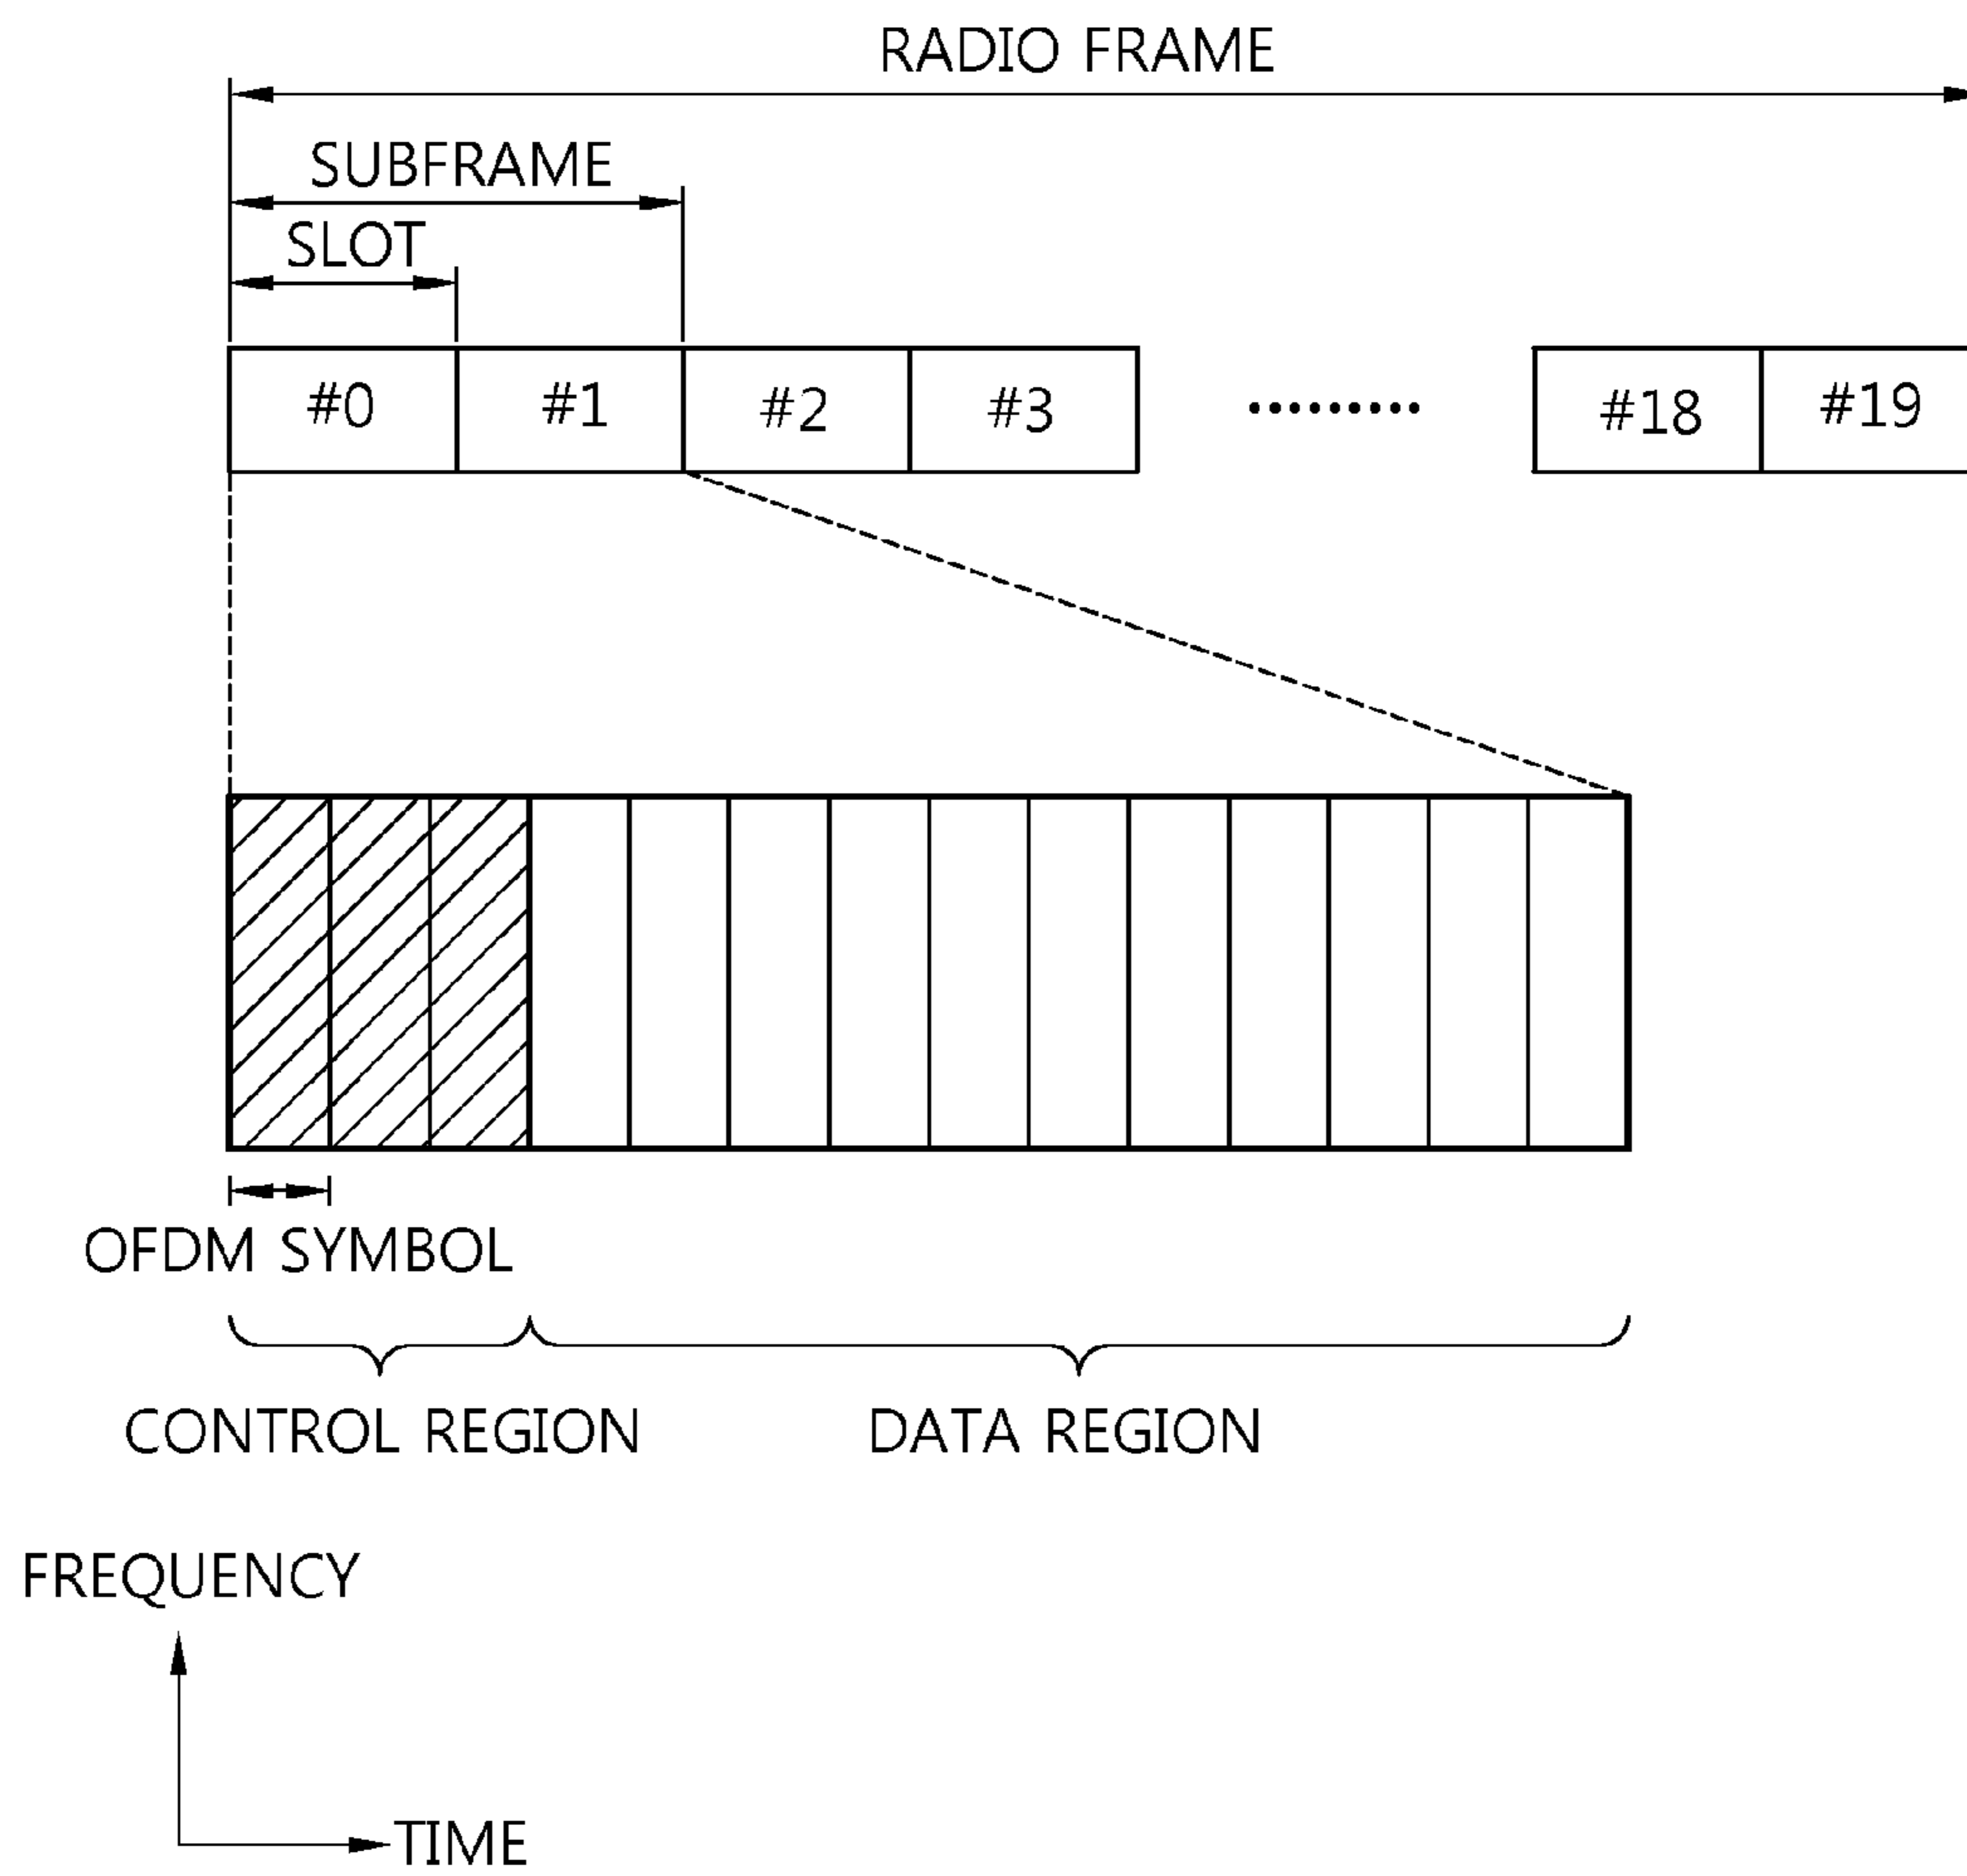 RADIO FRAME
SUBFRAME
SLOT
#0 #1 #2 #3 ......... #18 #19
OFDM SYMBOL
CONTROL REGION DATA REGION
FREQUENCY
TIME